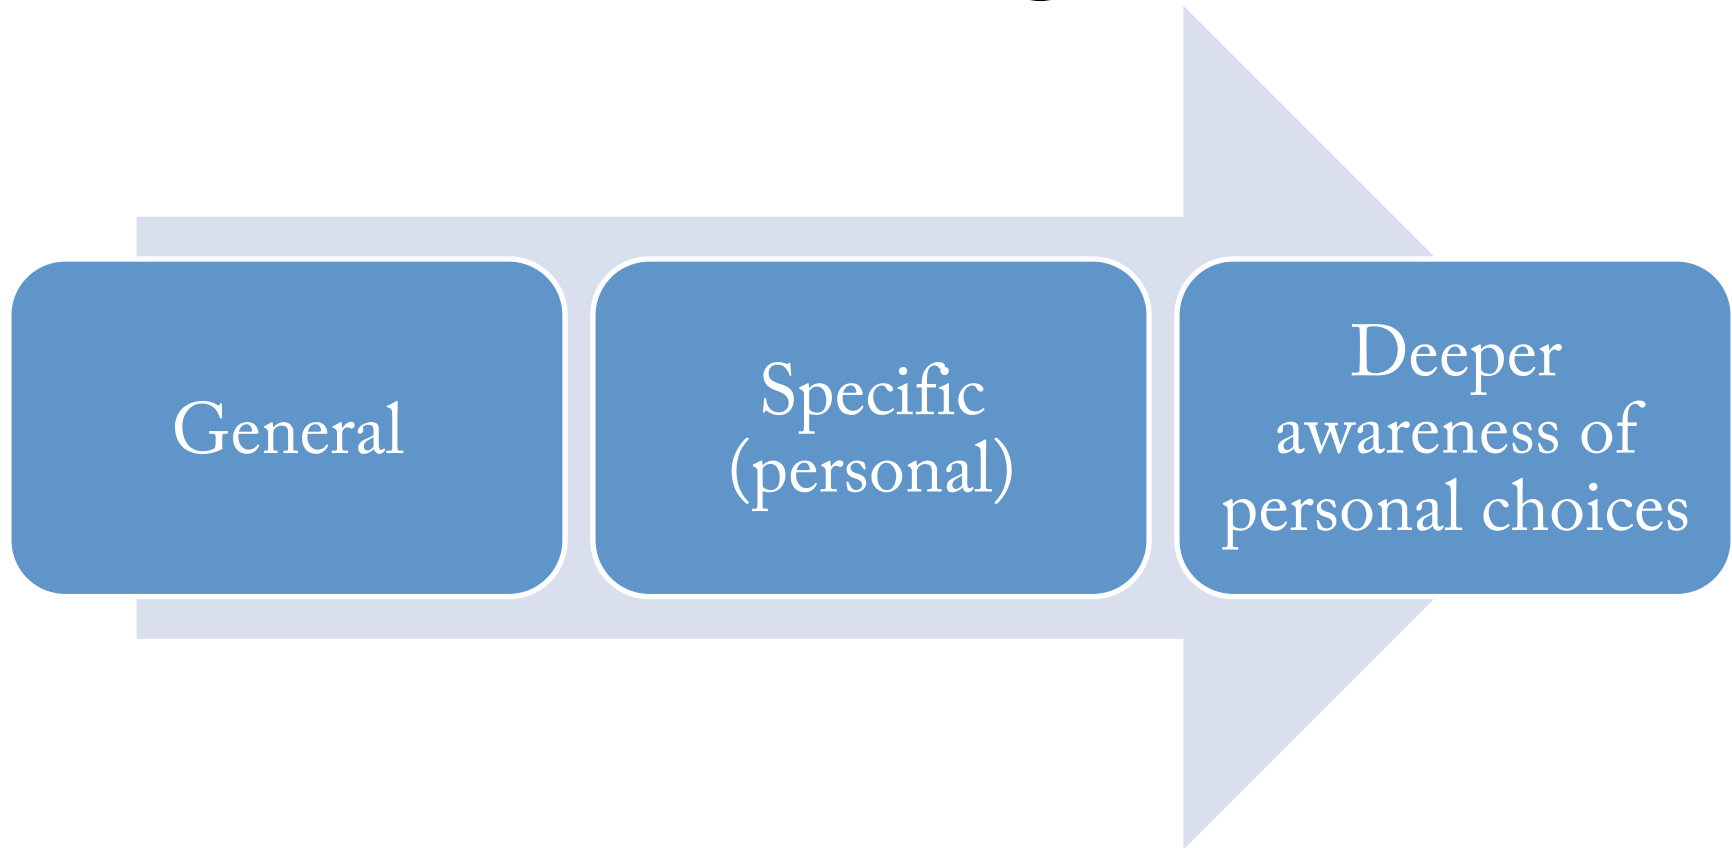 General
Specific
(personal)
Deeper
awareness of
personal choices